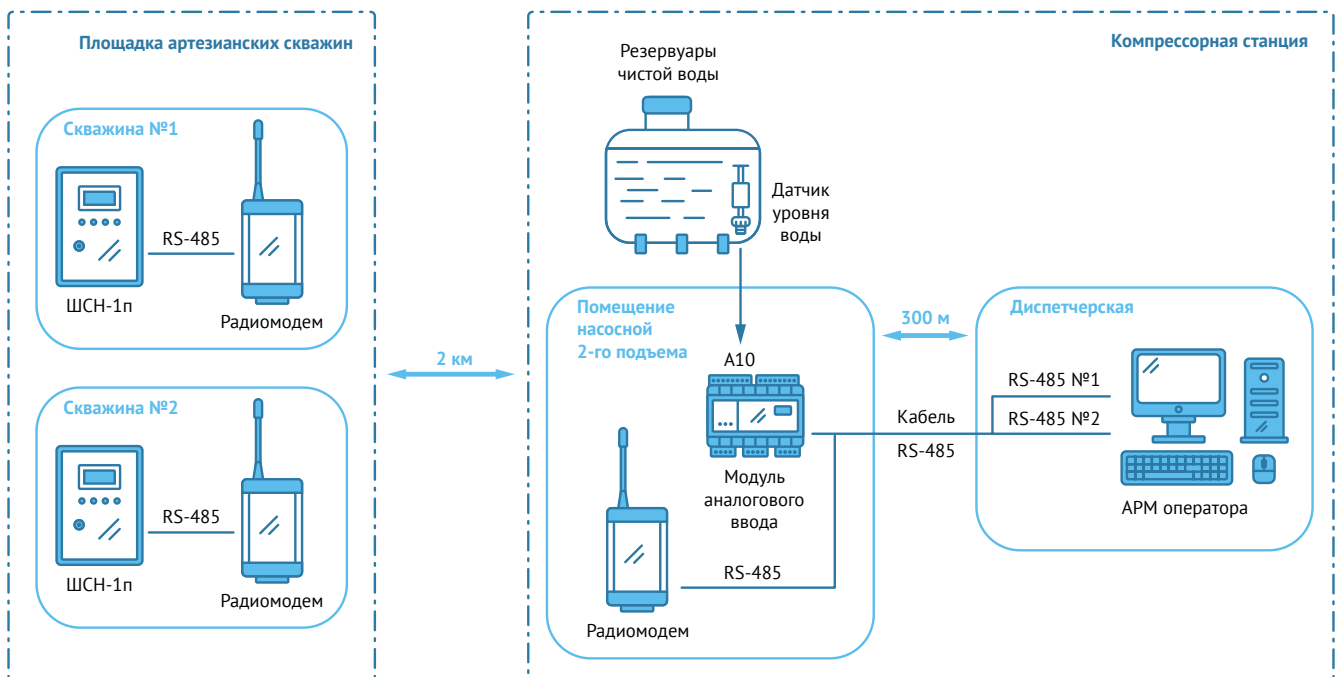 Площадка артезианских скважин
Скважина №1
RS-485
ШСН-1п
Радиомодем
Скважина №2
RS-485
ШСН-1п
Радиомодем
2 км
Компрессорная станция
Резервуары
чистой воды
Датчик
уровня
воды
Помещение
насосной
2-го подъема
A10
Модуль
аналогового
ввода
RS-485
Радиомодем
300 м
Кабель
RS-485
Диспетчерская
RS-485 №1
RS-485 №2
АРМ оператора